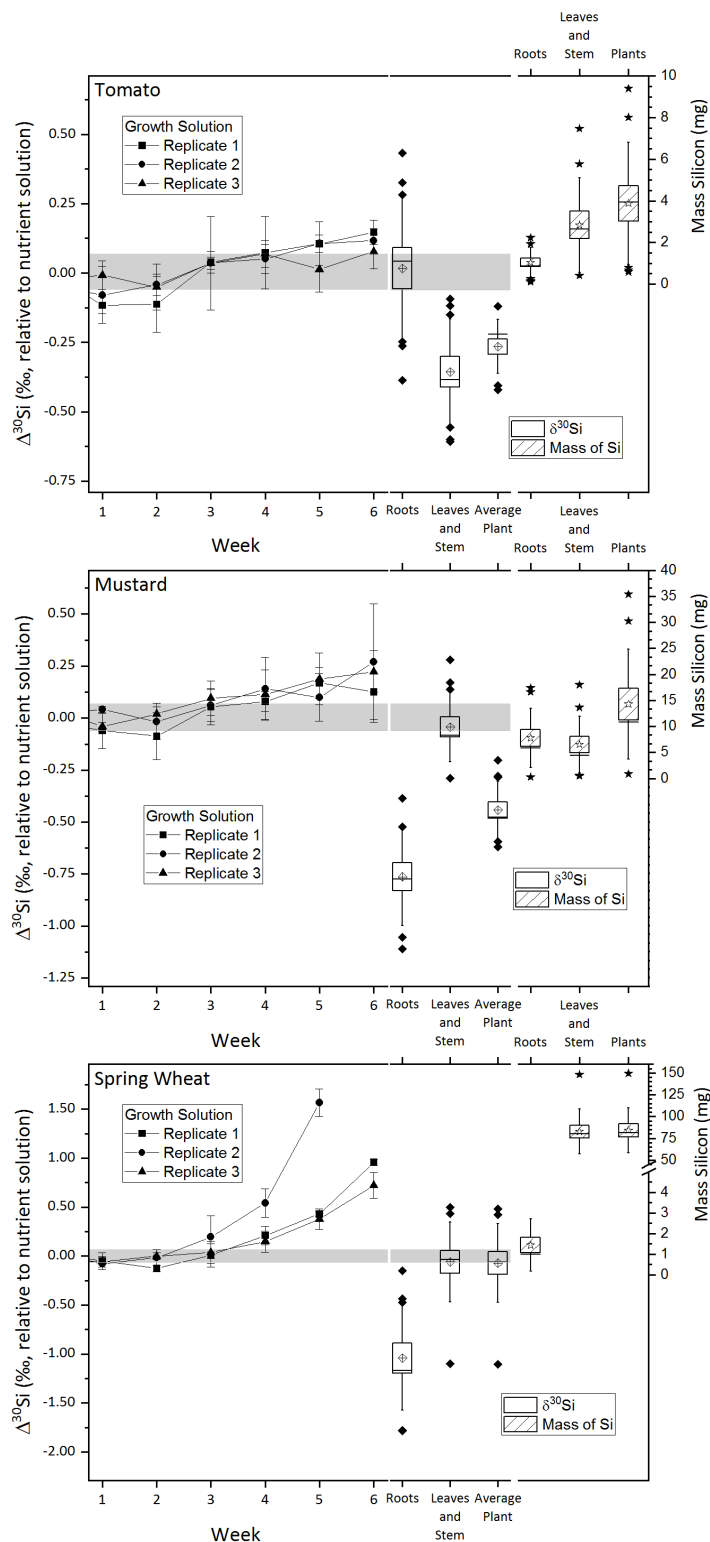 Leaves
and
Roots Stem Plants
Tomato
Growth Solution
Replicate 1
Replicate 2
Replicate 3
0.50
0.25
0.00
-0.25
-0.50
-0.75
Δ³⁰Si (‰, relative to nutrient solution)
10
8
6
4
2
0
Mass Silicon (mg)
δ³⁰Si
Mass of Si
1 2 3 4 5 6
Week
Roots Leaves and Stem Average Plant
Roots Leaves and Stem Plants
Mustard
0.50
0.25
0.00
-0.25
-0.50
-0.75
-1.00
-1.25
Δ³⁰Si (‰, relative to nutrient solution)
Growth Solution
Replicate 1
Replicate 2
Replicate 3
40
35
30
25
20
15
10
5
0
Mass Silicon (mg)
δ³⁰Si
Mass of Si
1 2 3 4 5 6
Week
Roots Leaves and Stem Average Plant
Roots Leaves and Stem Plants
Spring Wheat
Growth Solution
Replicate 1
Replicate 2
Replicate 3
1.50
1.00
0.50
0.00
-0.50
-1.00
-1.50
-2.00
Δ³⁰Si (‰, relative to nutrient solution)
150
125
100
75
50
4
3
2
1
0
Mass Silicon (mg)
δ³⁰Si
Mass of Si
1 2 3 4 5 6
Week
Roots Leaves and Stem Average Plant